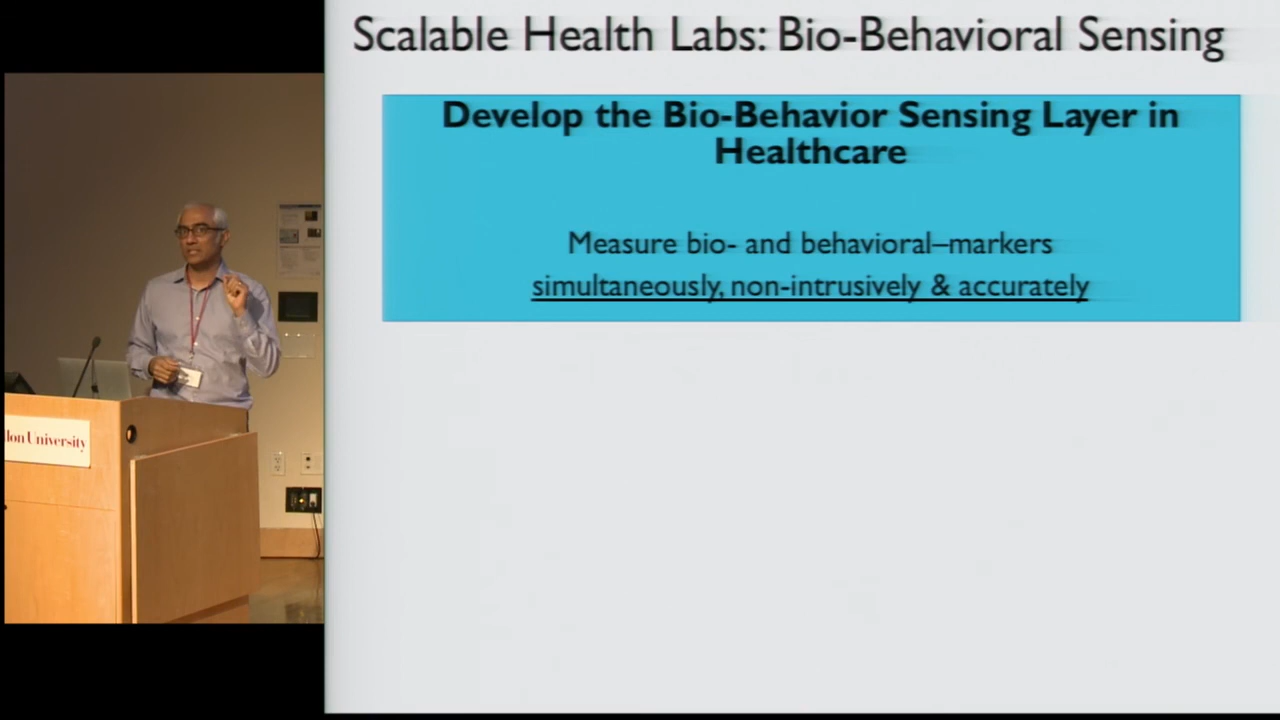 Scalable Health Labs: Bio-Behavioral Sensing
Develop the Bio-Behavior Sensing Layer in
Healthcare
Measure bio- and behavioral–markers
simultaneously, non-intrusively & accurately
lon University